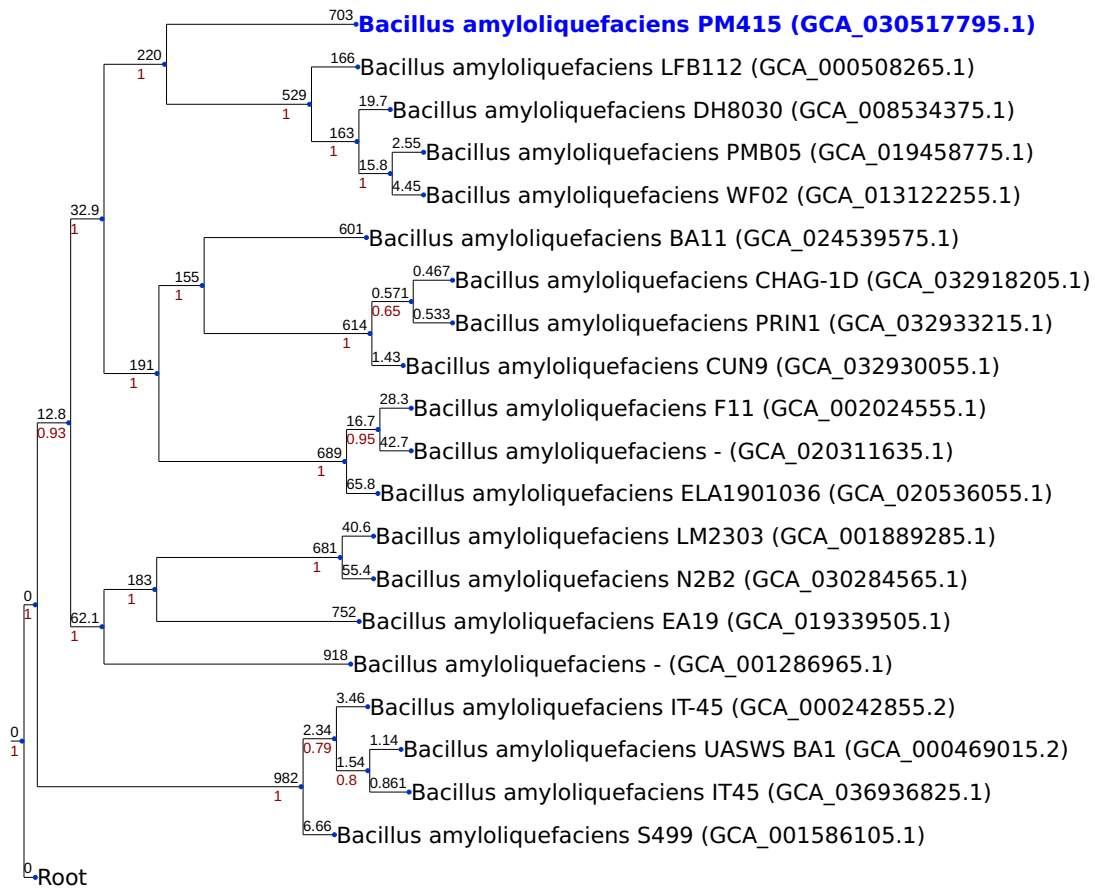 703 Bacillus amyloliquefaciens PM415 (GCA_030517795.1)
220
1
166 Bacillus amyloliquefaciens LFB112 (GCA_000508265.1)
529
1
19.7 Bacillus amyloliquefaciens DH8030 (GCA_008534375.1)
163
1
2.55 Bacillus amyloliquefaciens PMB05 (GCA_019458775.1)
15.8
1
4.45 Bacillus amyloliquefaciens WF02 (GCA_013122255.1)
32.9
1
601 Bacillus amyloliquefaciens BA11 (GCA_024539575.1)
155
1
0.467 Bacillus amyloliquefaciens CHAG-1D (GCA_032918205.1)
0.571
0.65
0.533 Bacillus amyloliquefaciens PRIN1 (GCA_032933215.1)
614
1
1.43 Bacillus amyloliquefaciens CUN9 (GCA_032930055.1)
191
1
28.3 Bacillus amyloliquefaciens F11 (GCA_002024555.1)
12.8
0.93
16.7
0.95
42.7 Bacillus amyloliquefaciens - (GCA_020311635.1)
689
1
65.8 Bacillus amyloliquefaciens ELA1901036 (GCA_020536055.1)
40.6 Bacillus amyloliquefaciens LM2303 (GCA_001889285.1)
681
1
55.4 Bacillus amyloliquefaciens N2B2 (GCA_030284565.1)
183
1
0
1
752 Bacillus amyloliquefaciens EA19 (GCA_019339505.1)
62.1
1
918 Bacillus amyloliquefaciens - (GCA_001286965.1)
3.46 Bacillus amyloliquefaciens IT-45 (GCA_000242855.2)
0
1
2.34
0.79
1.14 Bacillus amyloliquefaciens UASWS BA1 (GCA_000469015.2)
1.54
0.8
982
1
0.861 Bacillus amyloliquefaciens IT45 (GCA_036936825.1)
6.66 Bacillus amyloliquefaciens S499 (GCA_001586105.1)
0 Root